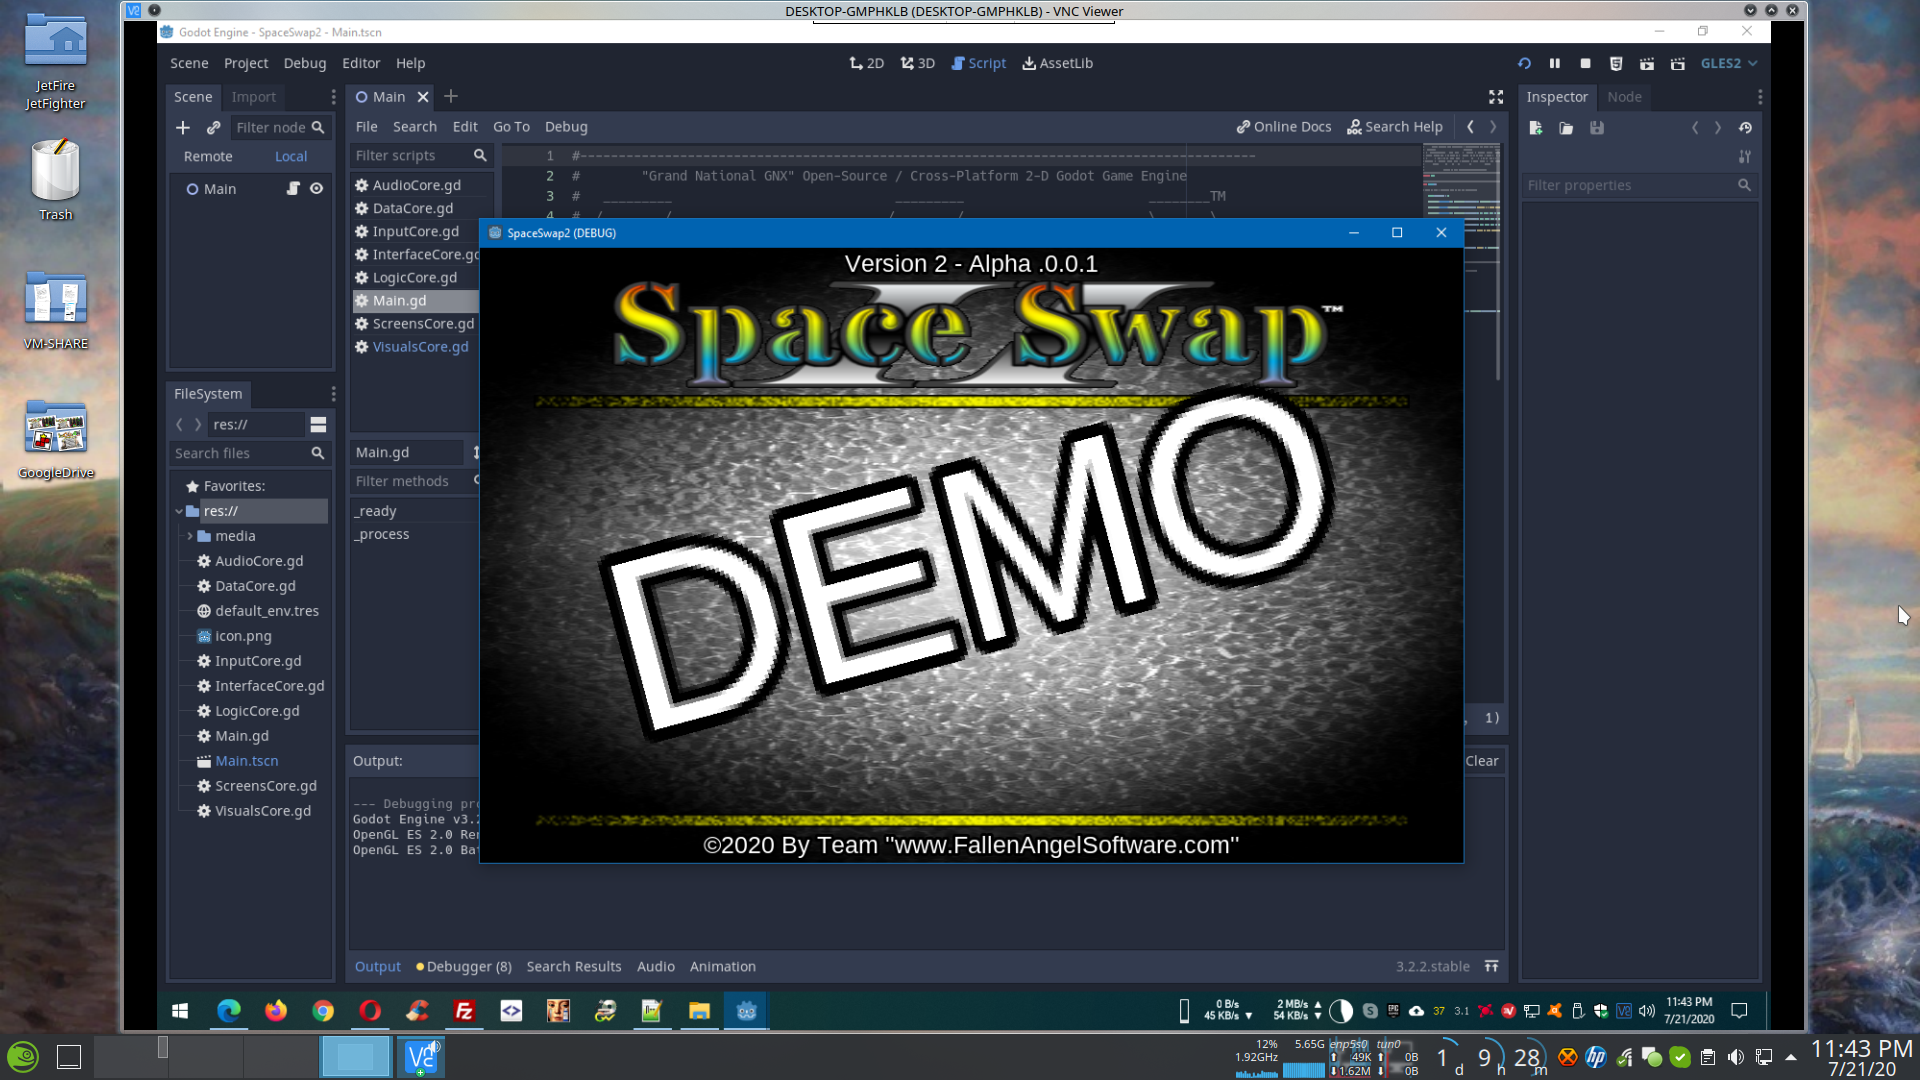 DESKTOP-GMPHKLB (DESKTOP-GMPHKLB) - VNC Viewer
Godot Engine - SpaceSwap2 - Main.tscn
Scene Project Debug Editor Help
2D 3D Script AssetLib
GLES2
Scene Import
Main
Inspector Node
Filter node
File Search Edit Go To Debug
Online Docs Search Help
Remote Local
Filter scripts
Filter properties
Main
AudioCore.gd
DataCore.gd
InputCore.gd
InterfaceCore.gd
LogicCore.gd
Main.gd
ScreensCore.gd
VisualsCore.gd
1 #
2 # "Grand National GNX" Open-Source / Cross-Platform 2-D Godot Game Engine
3 # _________ _________ ________TM
4 #
SpaceSwap2 (DEBUG)
Version 2 - Alpha .0.0.1
Space Swap II ™
DEMO
©2020 By Team "www.FallenAngelSoftware.com"
FileSystem
res://
Search files
Favorites:
res://
media
AudioCore.gd
DataCore.gd
default_env.tres
icon.png
InputCore.gd
InterfaceCore.gd
LogicCore.gd
Main.gd
Main.tscn
ScreensCore.gd
VisualsCore.gd
Main.gd
Filter methods
_ready
_process
, 1)
Output:
Clear
--- Debugging pr
Godot Engine v3.2
OpenGL ES 2.0 Re
OpenGL ES 2.0 Ba
Output Debugger (8) Search Results Audio Animation
3.2.2.stable
0 B/s
45 KB/s
2 MB/s
54 KB/s
37 3.1
11:43 PM
7/21/2020
JetFire
JetFighter
Trash
VM-SHARE
GoogleDrive
12%
1.92GHz
5.65G
enp5s0 tun0
49K 0B
1.62M 0B
1 d 9 h 28 m
11:43 PM
7/21/20